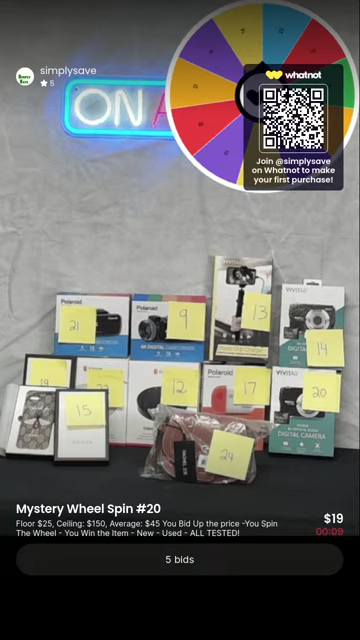 simplysave
★ 5
ON A
whatnot
Join @simplysave
on Whatnot to make
your first purchase!
Polaroid
21
Polaroid
9
13
VIVITAR
14
19
15
12
Polaroid
17
20
DIGITAL CAMERA
24
Mystery Wheel Spin #20
$19
Floor $25, Ceiling: $150, Average: $45 You Bid Up the price -You Spin
The Wheel - You Win the Item - New - Used - ALL TESTED!
00:09
5 bids